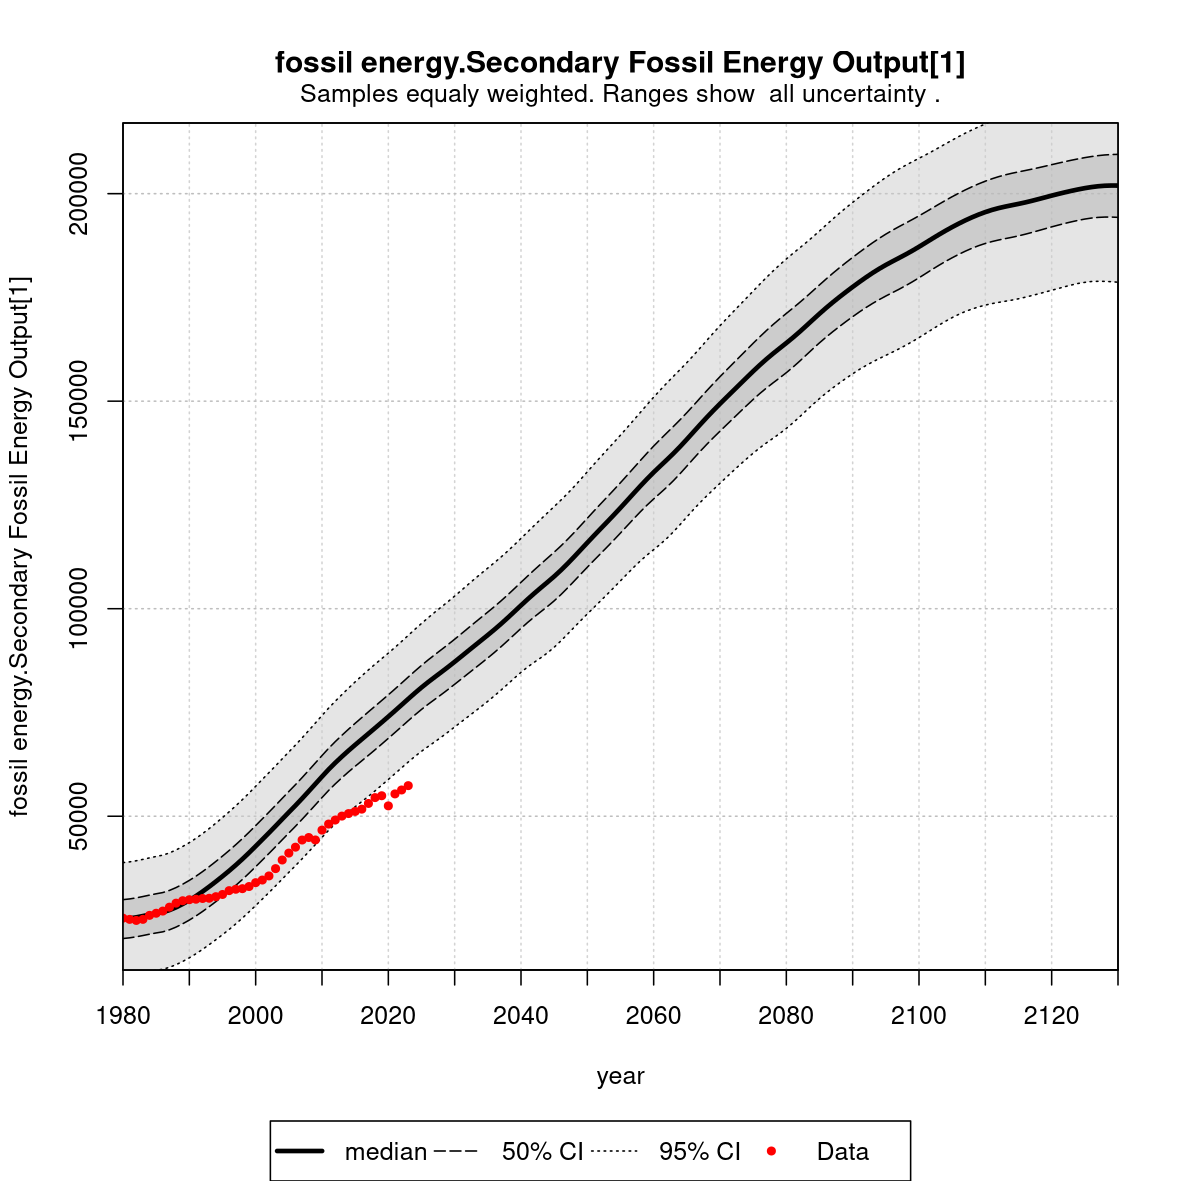 fossil energy.Secondary Fossil Energy Output[1]
Samples equaly weighted. Ranges show  all uncertainty .
fossil energy.Secondary Fossil Energy Output[1]
200000
150000
100000
50000
1980 2000 2020 2040 2060 2080 2100 2120
year
median 50% CI 95% CI Data